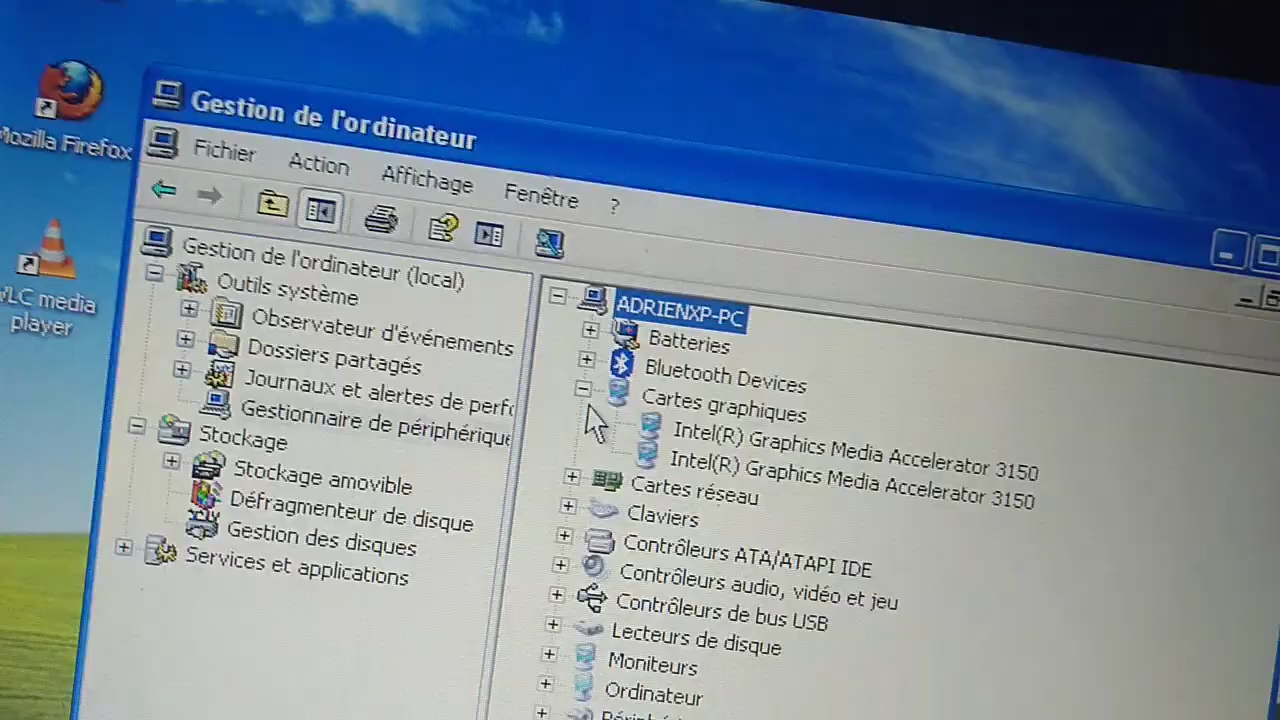 Mozilla Firefox
VLC media
player
Gestion de l'ordinateur
Fichier Action Affichage Fenêtre ?
Gestion de l'ordinateur (local)
Outils système
Observateur d'événements
Dossiers partagés
Journaux et alertes de perfo
Gestionnaire de périphérique
Stockage
Stockage amovible
Défragmenteur de disque
Gestion des disques
Services et applications
ADRIENXP-PC
Batteries
Bluetooth Devices
Cartes graphiques
Intel(R) Graphics Media Accelerator 3150
Intel(R) Graphics Media Accelerator 3150
Cartes réseau
Claviers
Contrôleurs ATA/ATAPI IDE
Contrôleurs audio, vidéo et jeu
Contrôleurs de bus USB
Lecteurs de disque
Moniteurs
Ordinateur